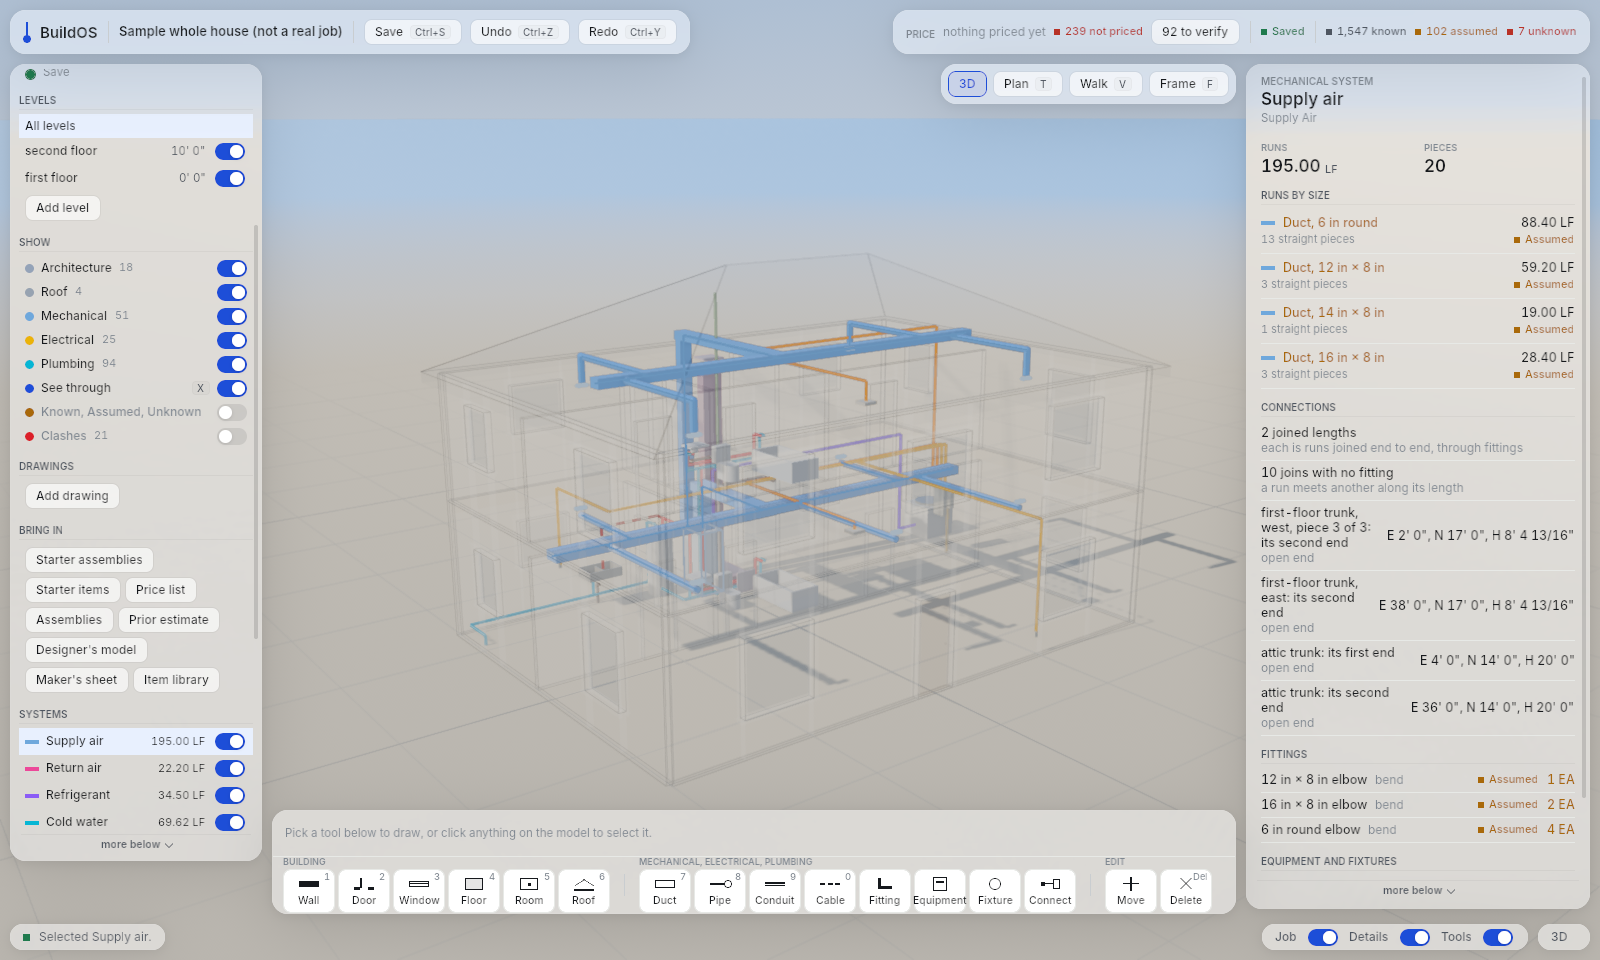 BuildOS
Sample whole house (not a real job)
Save Ctrl+S
Undo Ctrl+Z
Redo Ctrl+Y
PRICE nothing priced yet 239 not priced 92 to verify Saved 1,547 known 102 assumed 7 unknown
3D
Plan T
Walk V
Frame F
Save
LEVELS
All levels
second floor 10' 0"
first floor 0' 0"
Add level
SHOW
Architecture 18
Roof 4
Mechanical 51
Electrical 25
Plumbing 94
See through X
Known, Assumed, Unknown
Clashes 21
DRAWINGS
Add drawing
BRING IN
Starter assemblies
Starter items Price list
Assemblies Prior estimate
Designer's model
Maker's sheet Item library
SYSTEMS
Supply air 195.00 LF
Return air 22.20 LF
Refrigerant 34.50 LF
Cold water 69.62 LF
more below
MECHANICAL SYSTEM
Supply air
Supply Air
RUNS PIECES
195.00 LF 20
RUNS BY SIZE
Duct, 6 in round 88.40 LF
13 straight pieces Assumed
Duct, 12 in × 8 in 59.20 LF
3 straight pieces Assumed
Duct, 14 in × 8 in 19.00 LF
1 straight pieces Assumed
Duct, 16 in × 8 in 28.40 LF
3 straight pieces Assumed
CONNECTIONS
2 joined lengths
each is runs joined end to end, through fittings
10 joins with no fitting
a run meets another along its length
first-floor trunk,
west, piece 3 of 3:
its second end
E 2' 0", N 17' 0", H 8' 4 13/16"
open end
first-floor trunk,
east: its second
end
E 38' 0", N 17' 0", H 8' 4 13/16"
open end
attic trunk: its first end E 4' 0", N 14' 0", H 20' 0"
open end
attic trunk: its second
end
E 36' 0", N 14' 0", H 20' 0"
open end
FITTINGS
12 in × 8 in elbow bend Assumed 1 EA
16 in × 8 in elbow bend Assumed 2 EA
6 in round elbow bend Assumed 4 EA
EQUIPMENT AND FIXTURES
more below
Pick a tool below to draw, or click anything on the model to select it.
BUILDING
Wall 1
Door 2
Window 3
Floor 4
Room 5
Roof 6
MECHANICAL, ELECTRICAL, PLUMBING
Duct 7
Pipe 8
Conduit 9
Cable 0
Fitting
Equipment
Fixture
Connect
EDIT
Move
Delete Del
Selected Supply air.
Job Details Tools 3D